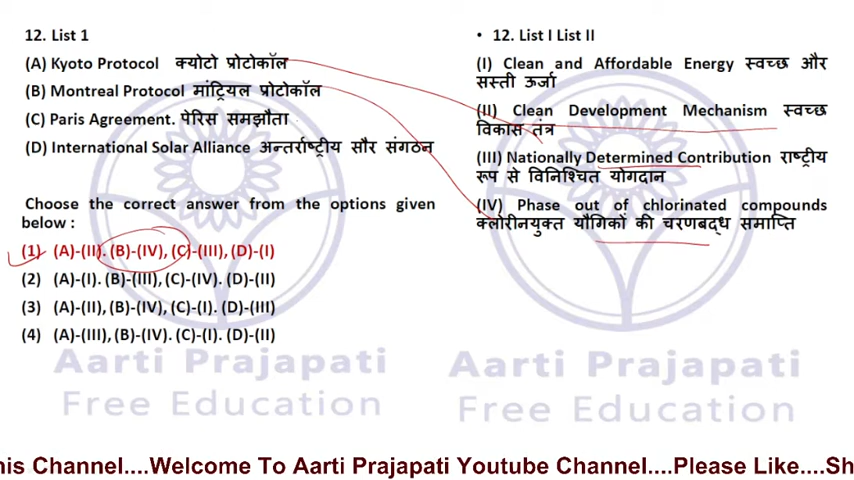 12. List 1
(A) Kyoto Protocol क्योटो प्रोटोकॉल
(B) Montreal Protocol मांट्रियल प्रोटोकॉल
(C) Paris Agreement. पेरिस समझौता
(D) International Solar Alliance अन्तर्राष्ट्रीय सौर संगठन
Choose the correct answer from the options given
below :
(1) (A)-(II). (B)-(IV), (C)-(III), (D)-(I)
(2) (A)-(I). (B)-(III), (C)-(IV). (D)-(II)
(3) (A)-(II), (B)-(IV), (C)-(I). (D)-(III)
(4) (A)-(III), (B)-(IV). (C)-(I). (D)-(II)
• 12. List I List II
(I) Clean and Affordable Energy स्वच्छ और
सस्ती ऊर्जा
(II) Clean Development Mechanism स्वच्छ
विकास तंत्र
(III) Nationally Determined Contribution राष्ट्रीय
रूप से विनिश्चित योगदान
(IV) Phase out of chlorinated compounds
क्लोरीनयुक्त यौगिकों की चरणबद्ध समाप्ति
Aarti Prajapati
Free Education
Aarti Prajapati
Free Education
his Channel....Welcome To Aarti Prajapati Youtube Channel....Please Like....Sh